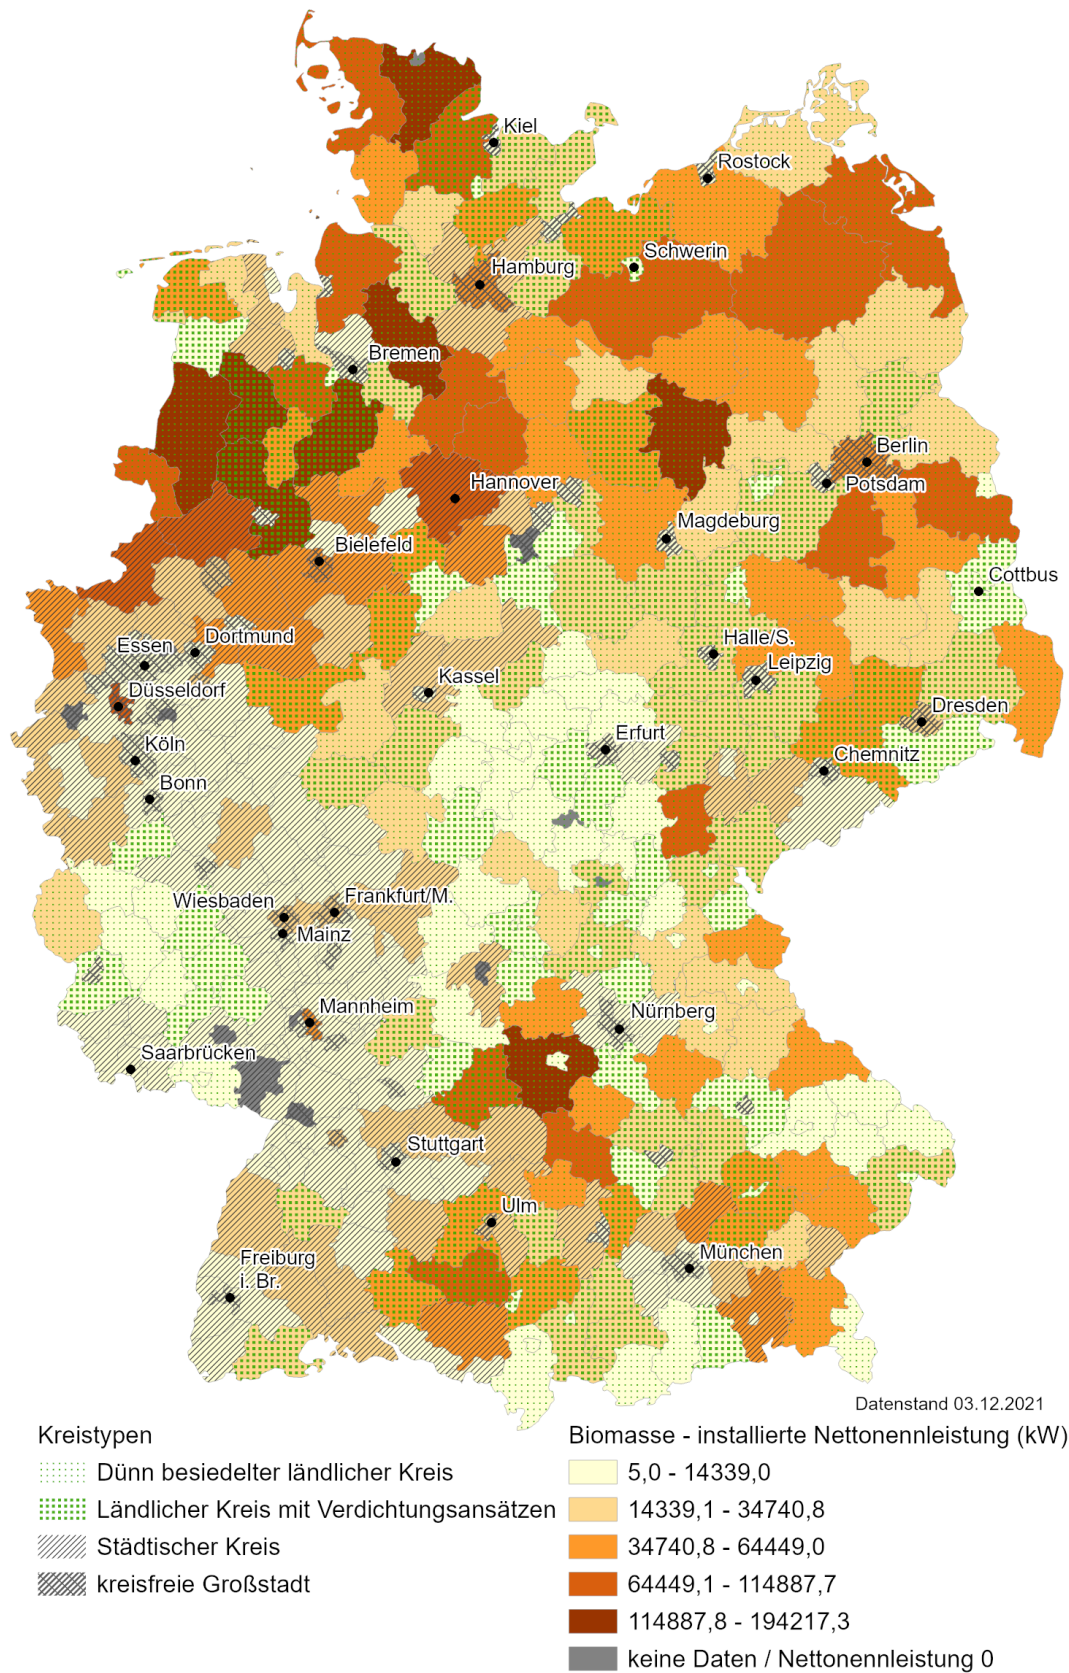 Kiel
Rostock
Schwerin
Hamburg
Bremen
Berlin
Hannover
Potsdam
Magdeburg
Bielefeld
Cottbus
Essen
Dortmund
Halle/S.
Leipzig
Kassel
Düsseldorf
Dresden
Erfurt
Köln
Chemnitz
Bonn
Wiesbaden
Frankfurt/M.
Mainz
Mannheim
Nürnberg
Saarbrücken
Stuttgart
Ulm
München
Freiburg
i. Br.
Datenstand 03.12.2021
Kreistypen
Dünn besiedelter ländlicher Kreis
Ländlicher Kreis mit Verdichtungsansätzen
Städtischer Kreis
kreisfreie Großstadt
Biomasse - installierte Nettonennleistung (kW)
5,0 - 14339,0
14339,1 - 34740,8
34740,8 - 64449,0
64449,1 - 114887,7
114887,8 - 194217,3
keine Daten / Nettonennleistung 0